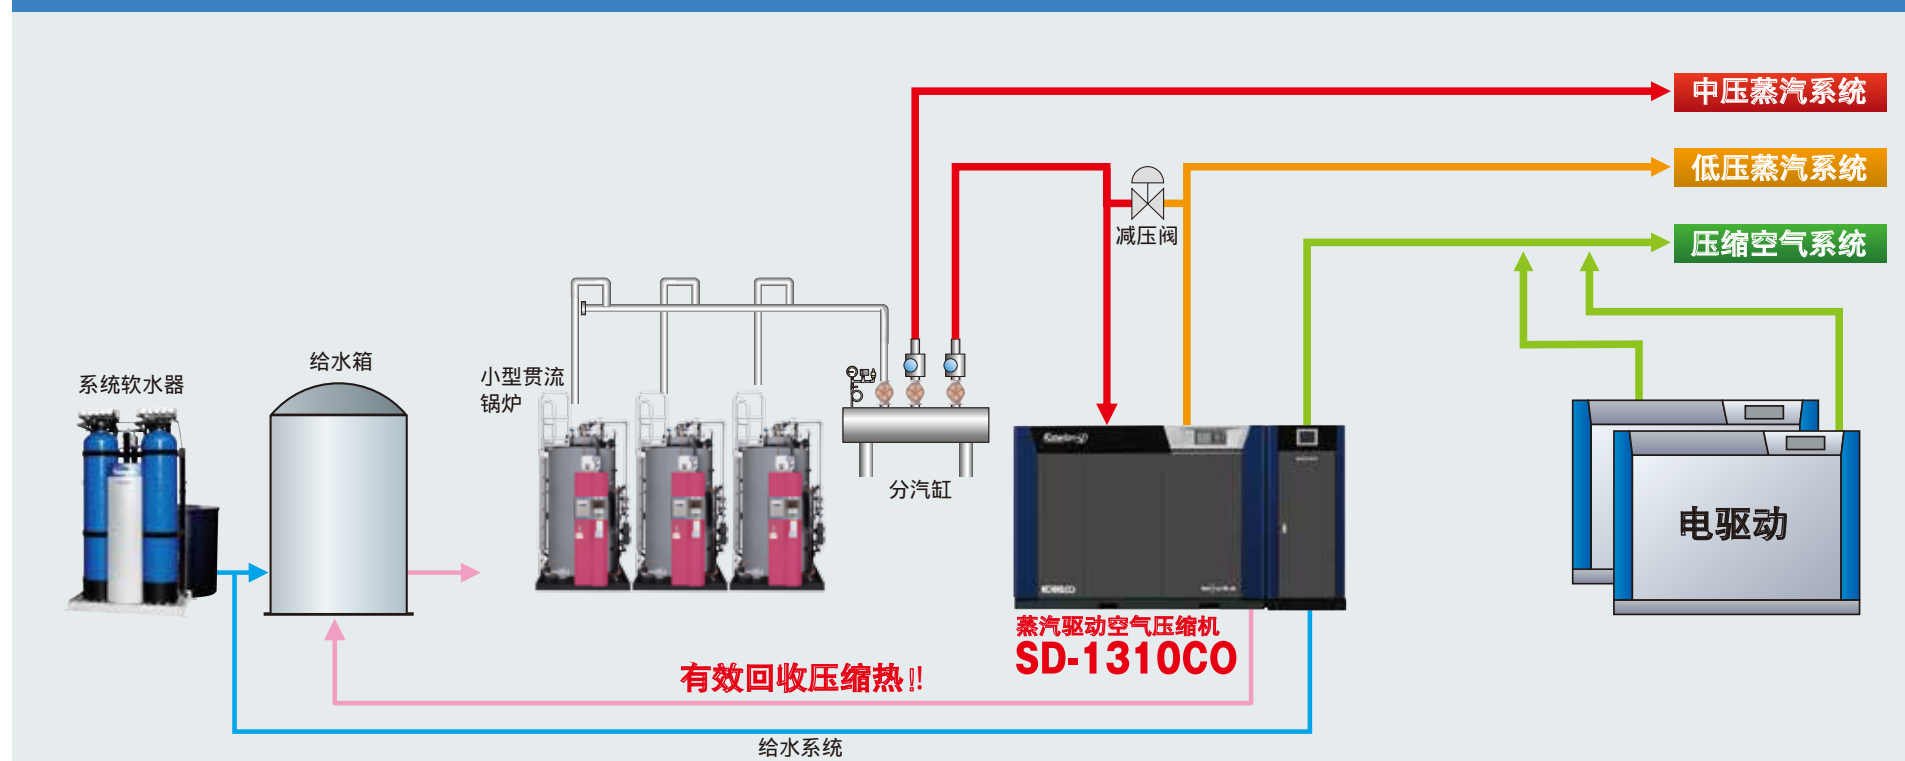 中压蒸汽系统
低压蒸汽系统
减压阀
压缩空气系统
给水箱
系统软水器
小型贯流
锅炉
分汽缸
电驱动
KOBELCO
蒸汽驱动空气压缩机
SD-1310CO
有效回收压缩热!!
给水系统